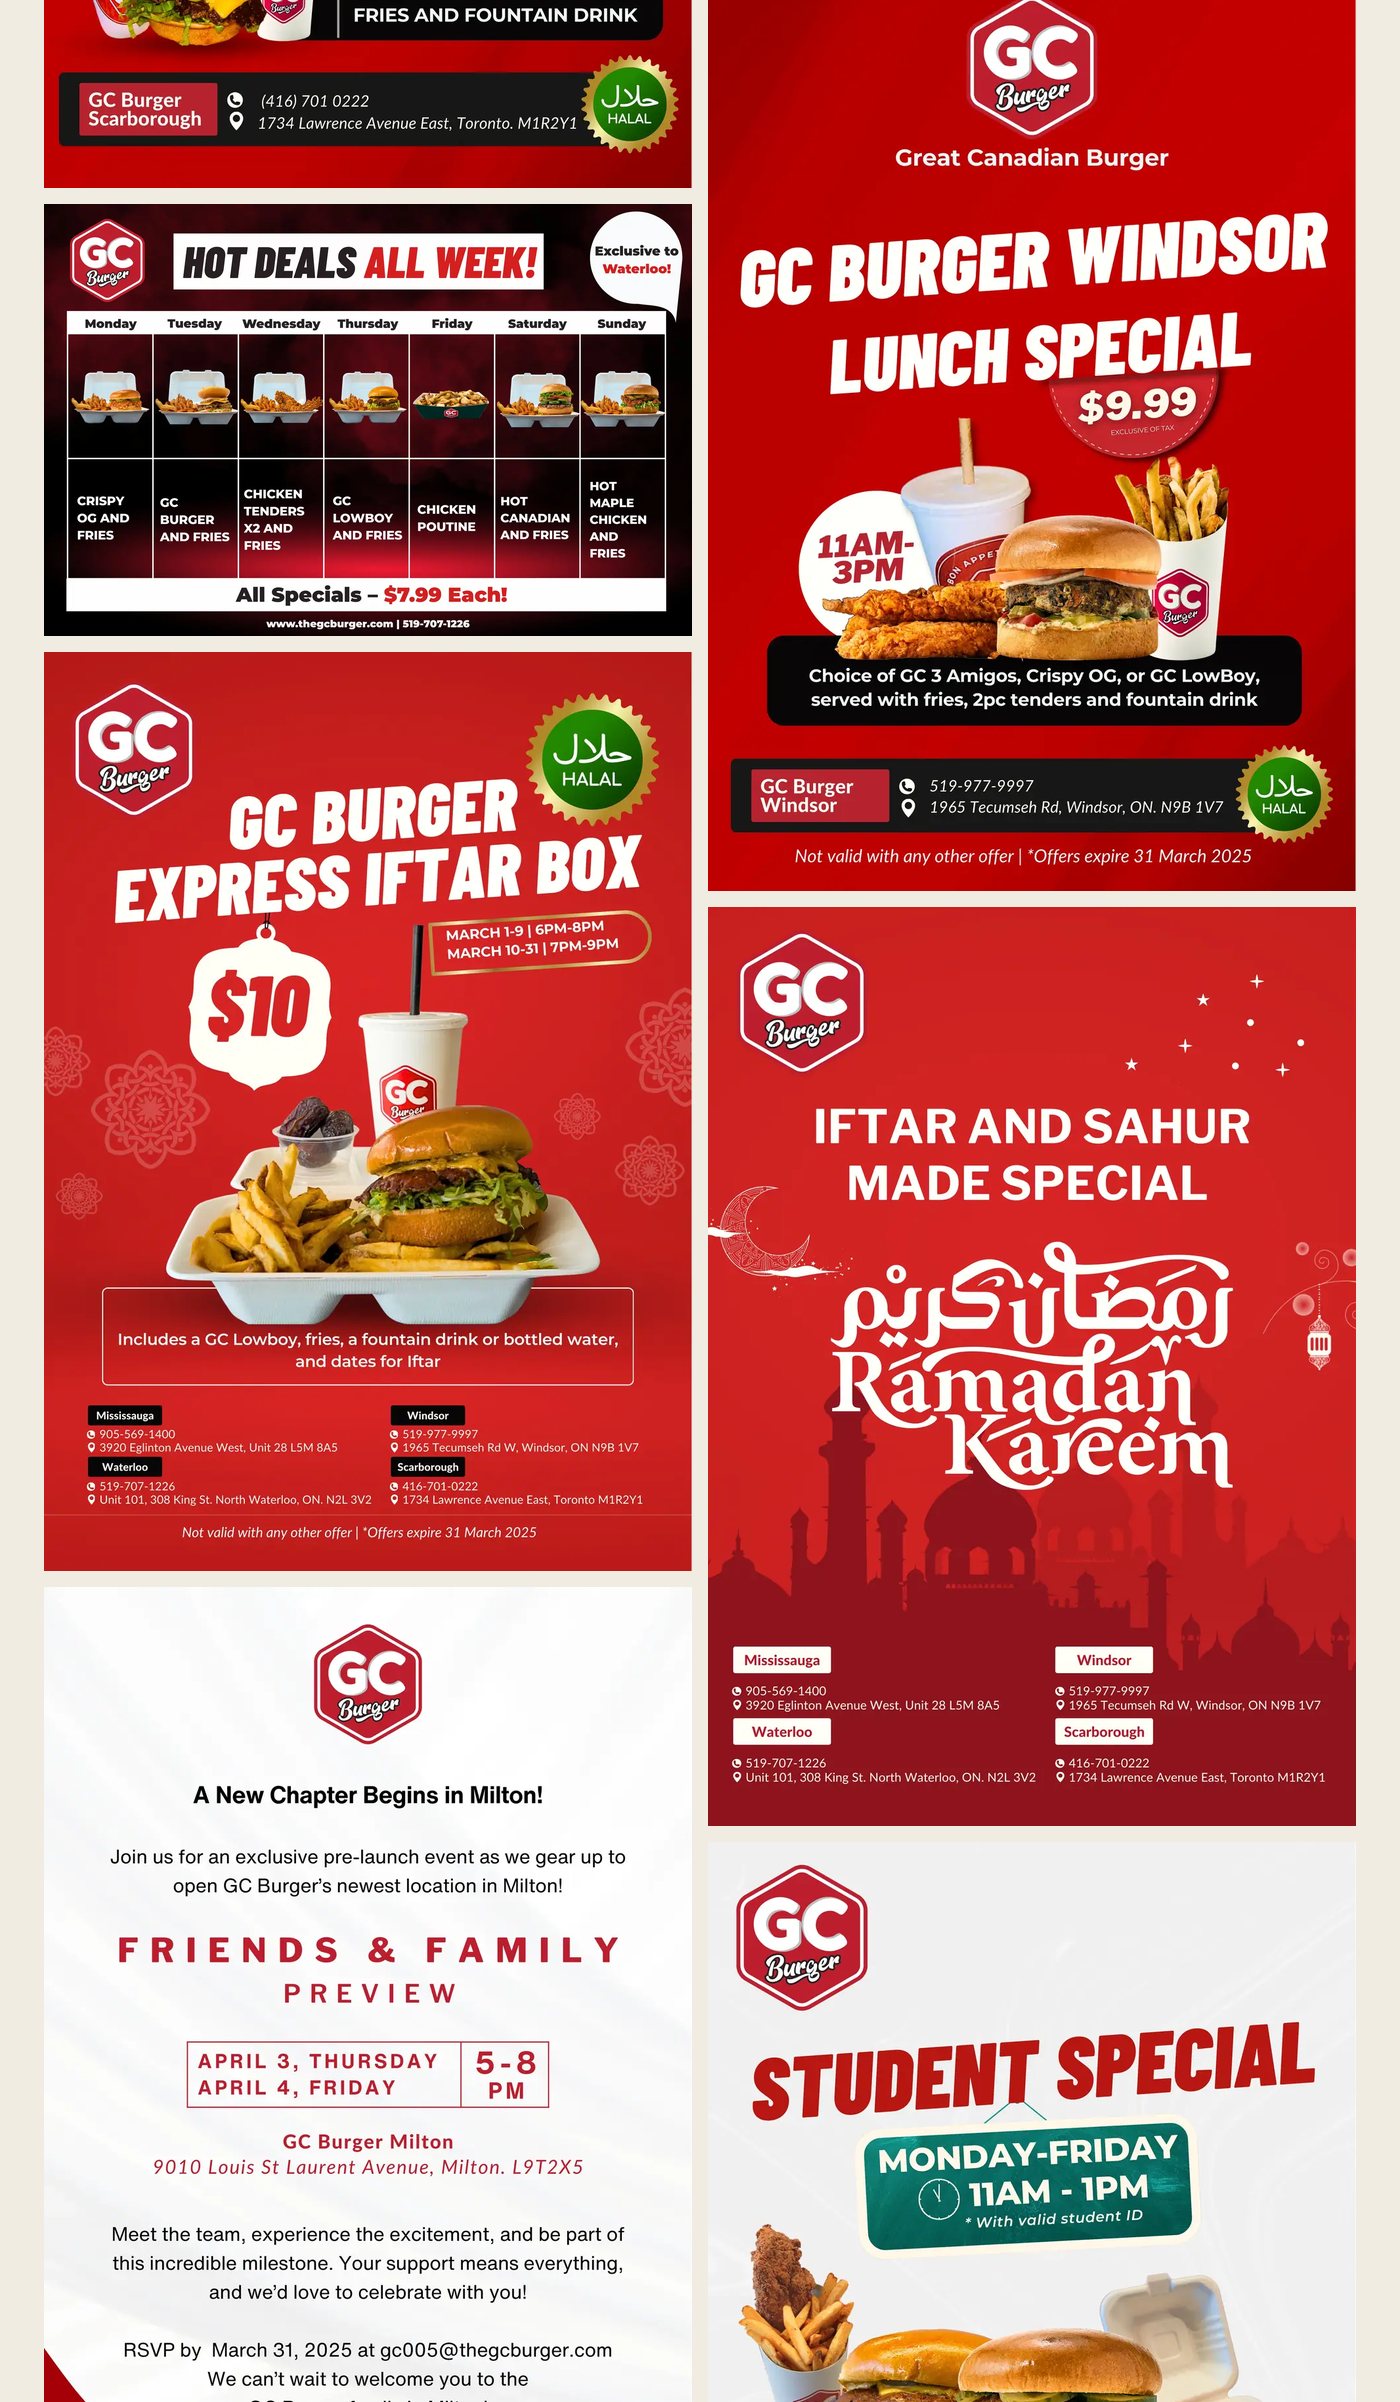 FRIES AND FOUNTAIN DRINK
GC Burger
Scarborough
(416) 701 0222
1734 Lawrence Avenue East, Toronto. M1R2Y1
حلال
HALAL
GC
Burger
HOT DEALS ALL WEEK!
Exclusive to
Waterloo!
Monday Tuesday Wednesday Thursday Friday Saturday Sunday
CRISPY
OG AND
FRIES
GC
BURGER
AND FRIES
CHICKEN
TENDERS
X2 AND
FRIES
GC
LOWBOY
AND FRIES
CHICKEN
POUTINE
HOT
CANADIAN
AND FRIES
HOT
MAPLE
CHICKEN
AND
FRIES
All Specials – $7.99 Each!
www.thegcburger.com | 519-707-1226
GC
Burger
حلال
HALAL
GC BURGER
EXPRESS IFTAR BOX
MARCH 1-9 | 6PM-8PM
MARCH 10-31 | 7PM-9PM
$10
GC
Burger
Includes a GC Lowboy, fries, a fountain drink or bottled water,
and dates for Iftar
Mississauga
905-569-1400
3920 Eglinton Avenue West, Unit 28 L5M 8A5
Waterloo
519-707-1226
Unit 101, 308 King St. North Waterloo, ON. N2L 3V2
Windsor
519-977-9997
1965 Tecumseh Rd W, Windsor, ON N9B 1V7
Scarborough
416-701-0222
1734 Lawrence Avenue East, Toronto M1R2Y1
Not valid with any other offer | *Offers expire 31 March 2025
GC
Burger
A New Chapter Begins in Milton!
Join us for an exclusive pre-launch event as we gear up to
open GC Burger's newest location in Milton!
FRIENDS & FAMILY
PREVIEW
APRIL 3, THURSDAY
APRIL 4, FRIDAY
5-8
PM
GC Burger Milton
9010 Louis St Laurent Avenue, Milton. L9T2X5
Meet the team, experience the excitement, and be part of
this incredible milestone. Your support means everything,
and we'd love to celebrate with you!
RSVP by March 31, 2025 at gc005@thegcburger.com
We can't wait to welcome you to the
GC
Burger
Great Canadian Burger
GC BURGER WINDSOR
LUNCH SPECIAL
$9.99
EXCLUSIVE OF TAX
11AM-
3PM
BON APPET
GC
Burger
Choice of GC 3 Amigos, Crispy OG, or GC LowBoy,
served with fries, 2pc tenders and fountain drink
GC Burger
Windsor
519-977-9997
1965 Tecumseh Rd, Windsor, ON. N9B 1V7
حلال
HALAL
Not valid with any other offer | *Offers expire 31 March 2025
GC
Burger
IFTAR AND SAHUR
MADE SPECIAL
رمضان كريم
Ramadan
Kareem
Mississauga
905-569-1400
3920 Eglinton Avenue West, Unit 28 L5M 8A5
Waterloo
519-707-1226
Unit 101, 308 King St. North Waterloo, ON. N2L 3V2
Windsor
519-977-9997
1965 Tecumseh Rd W, Windsor, ON N9B 1V7
Scarborough
416-701-0222
1734 Lawrence Avenue East, Toronto M1R2Y1
GC
Burger
STUDENT SPECIAL
MONDAY-FRIDAY
11AM - 1PM
* With valid student ID